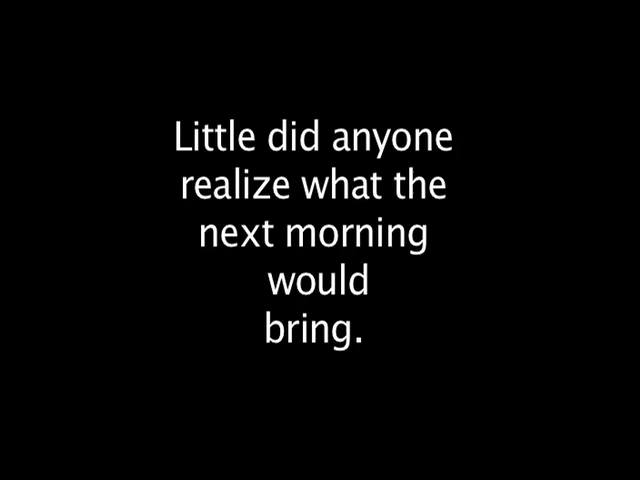 Little did anyone
realize what the
next morning
would
bring.